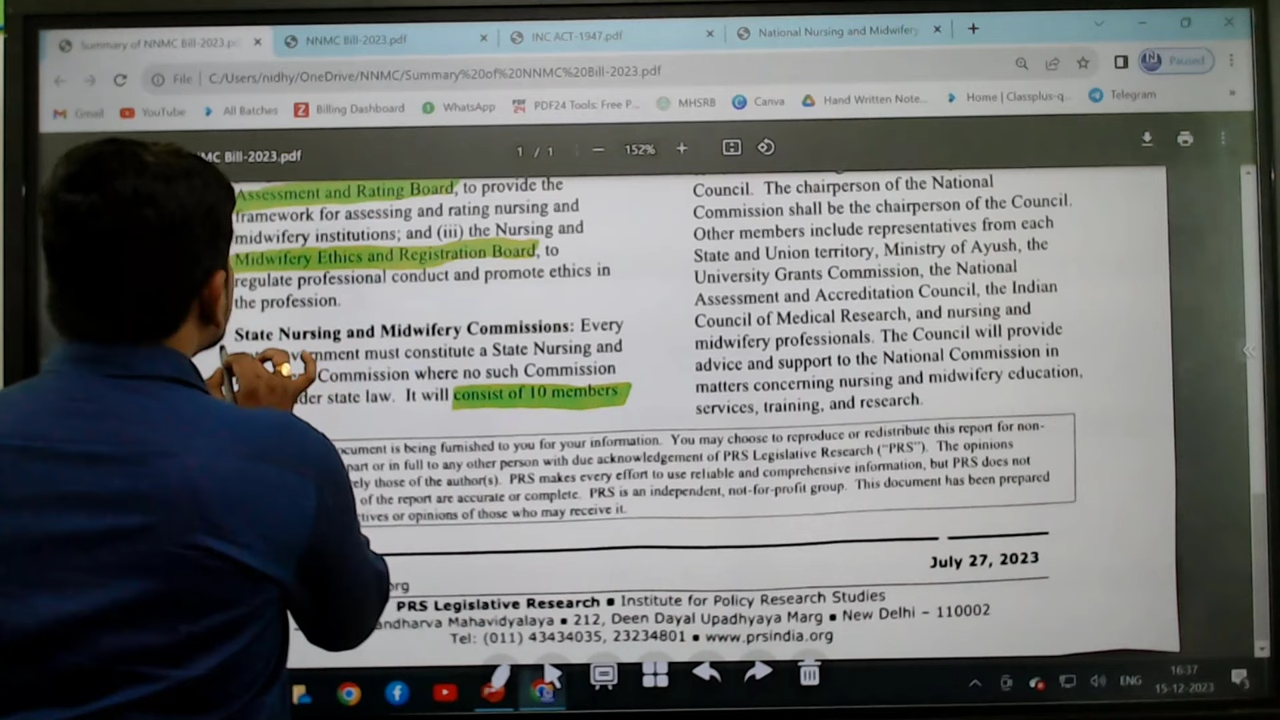 Summary of NNMC Bill-2023.p
NNMC Bill-2023.pdf
INC ACT-1947.pdf
National Nursing and Midwifery
File | C:/Users/nidhy/OneDrive/NNMC/Summary%20of%20NNMC%20Bill-2023.pdf
Paused
Gmail
YouTube
All Batches
Billing Dashboard
WhatsApp
PDF24 Tools: Free P...
MHSRB
Canva
Hand Written Note...
Home | Classplus-q...
Telegram
MC Bill-2023.pdf
1 / 1
152%
Assessment and Rating Board, to provide the
framework for assessing and rating nursing and
midwifery institutions; and (iii) the Nursing and
Midwifery Ethics and Registration Board, to
regulate professional conduct and promote ethics in
the profession.
State Nursing and Midwifery Commissions: Every
vernment must constitute a State Nursing and
Commission where no such Commission
der state law. It will consist of 10 members
Council. The chairperson of the National
Commission shall be the chairperson of the Council.
Other members include representatives from each
State and Union territory, Ministry of Ayush, the
University Grants Commission, the National
Assessment and Accreditation Council, the Indian
Council of Medical Research, and nursing and
midwifery professionals. The Council will provide
advice and support to the National Commission in
matters concerning nursing and midwifery education,
services, training, and research.
cument is being furnished to you for your information. You may choose to reproduce or redistribute this report for non-
part or in full to any other person with due acknowledgement of PRS Legislative Research ("PRS"). The opinions
ely those of the author(s). PRS makes every effort to use reliable and comprehensive information, but PRS does not
of the report are accurate or complete. PRS is an independent, not-for-profit group. This document has been prepared
tives or opinions of those who may receive it.
July 27, 2023
org
PRS Legislative Research ■ Institute for Policy Research Studies
andharva Mahavidyalaya ■ 212, Deen Dayal Upadhyaya Marg ■ New Delhi – 110002
Tel: (011) 43434035, 23234801 ■ www.prsindia.org
ENG
16:37
15-12-2023